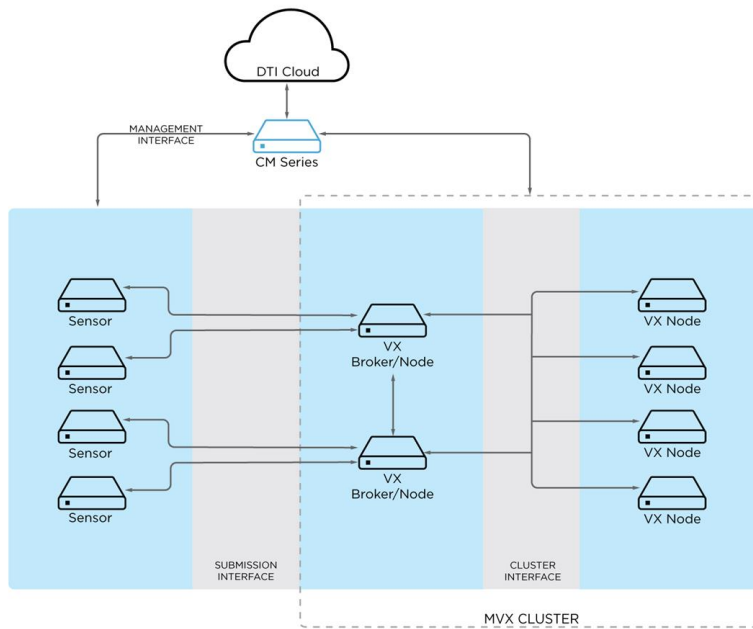 DTI Cloud
MANAGEMENT
INTERFACE
CM Series
Sensor
Sensor
Sensor
Sensor
SUBMISSION
INTERFACE
VX
Broker/Node
VX
Broker/Node
CLUSTER
INTERFACE
VX Node
VX Node
VX Node
VX Node
MVX CLUSTER